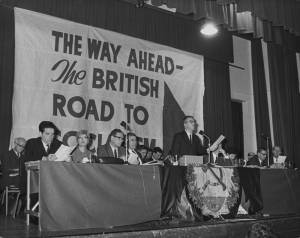 THE WAY AHEAD-
The BRITISH
ROAD TO